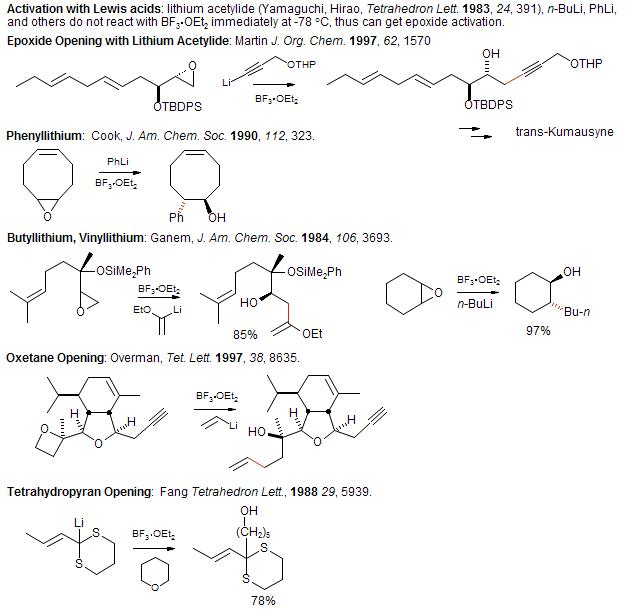 Activation with Lewis acids: lithium acetylide (Yamaguchi, Hirao, Tetrahedron Lett. 1983, 24, 391), n-BuLi, PhLi,
and others do not react with BF₃•OEt₂ immediately at -78 °C, thus can get epoxide activation.
Epoxide Opening with Lithium Acetylide: Martin J. Org. Chem. 1997, 62, 1570
O
OTBDPS
Li
OTHP
BF₃•OEt₂
OH
OTHP
OTBDPS
trans-Kumausyne
Phenyllithium: Cook, J. Am. Chem. Soc. 1990, 112, 323.
O
PhLi
BF₃•OEt₂
Ph
OH
Butyllithium, Vinyllithium: Ganem, J. Am. Chem. Soc. 1984, 106, 3693.
OSiMe₂Ph
O
BF₃•OEt₂
EtO
Li
OSiMe₂Ph
HO
OEt
85%
O
BF₃•OEt₂
n-BuLi
OH
Bu-n
97%
Oxetane Opening: Overman, Tet. Lett. 1997, 38, 8635.
O
H
H
O
BF₃•OEt₂
Li
H
H
HO
O
Tetrahydropyran Opening: Fang Tetrahedron Lett., 1988 29, 5939.
Li
S
S
BF₃•OEt₂
O
OH
(CH₂)₅
S
S
78%